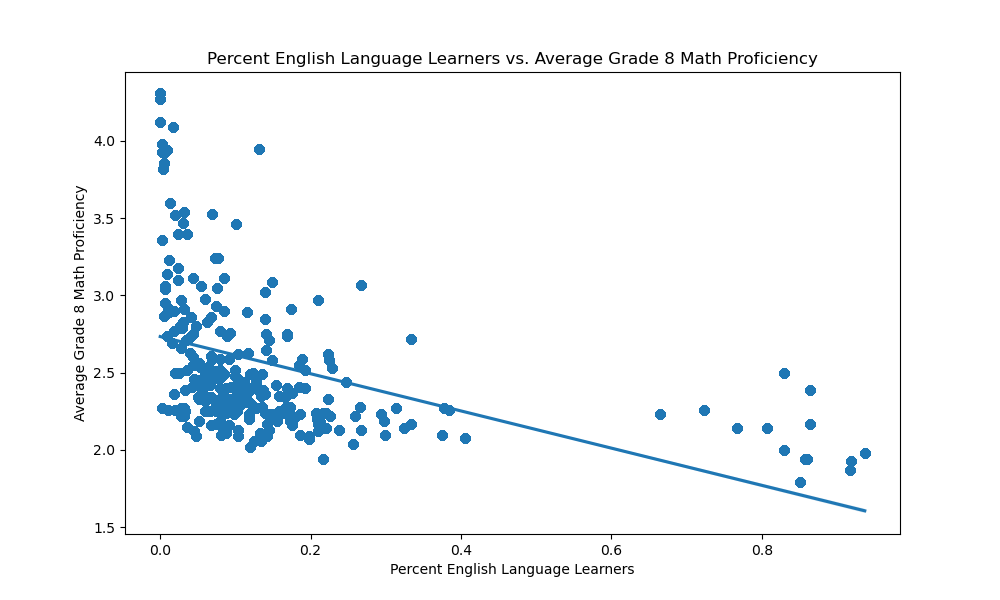 Percent English Language Learners vs. Average Grade 8 Math Proficiency
Average Grade 8 Math Proficiency
4.0
3.5
3.0
2.5
2.0
1.5
0.0 0.2 0.4 0.6 0.8
Percent English Language Learners